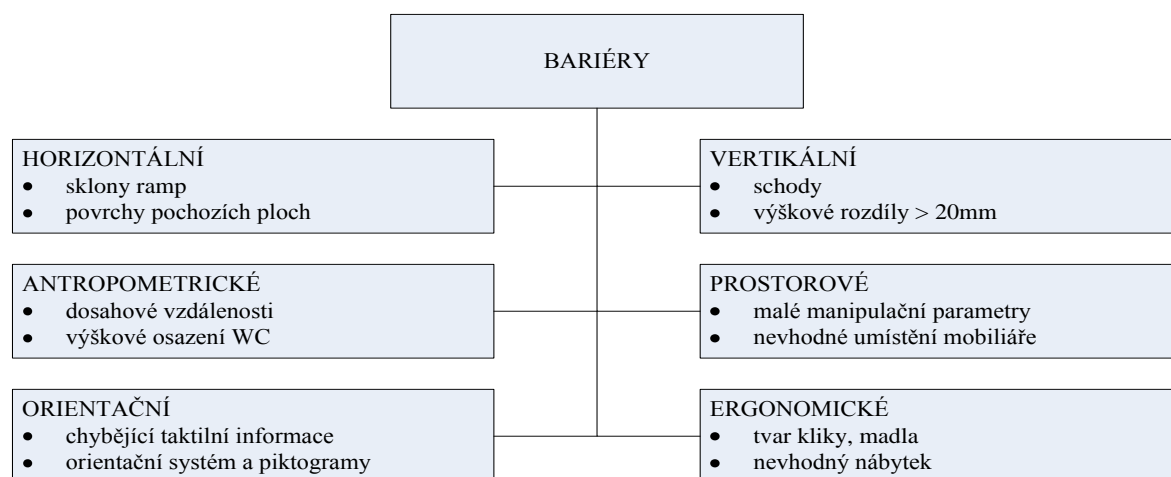 BARIÉRY
HORIZONTÁLNÍ
• sklony ramp
• povrchy pochozích ploch
VERTIKÁLNÍ
• schody
• výškové rozdíly > 20mm
ANTROPOMETRICKÉ
• dosahové vzdálenosti
• výškové osazení WC
PROSTOROVÉ
• malé manipulační parametry
• nevhodné umístění mobiliáře
ORIENTAČNÍ
• chybějící taktilní informace
• orientační systém a piktogramy
ERGONOMICKÉ
• tvar kliky, madla
• nevhodný nábytek